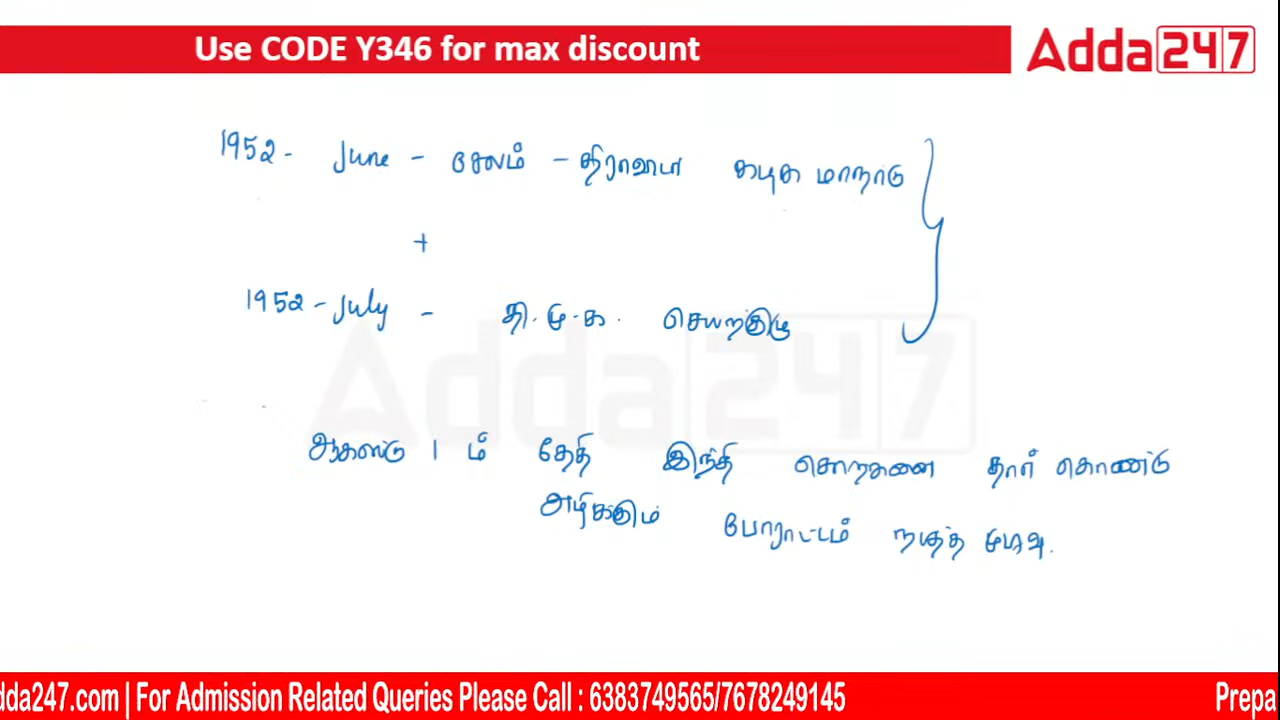 Use CODE Y346 for max discount
Adda247
1952 - June - சேலம் - திராவிடர் கழக மாநாடு
+
1952 - July - தி.மு.க. செயற்குழு
Adda247
ஆகஸ்டு 1 ம் தேதி இந்தி சொற்களை தார் கொண்டு
அழிக்கும் போராட்டம் நடத்த முடிவு.
dda247.com | For Admission Related Queries Please Call : 6383749565/7678249145 Prepa